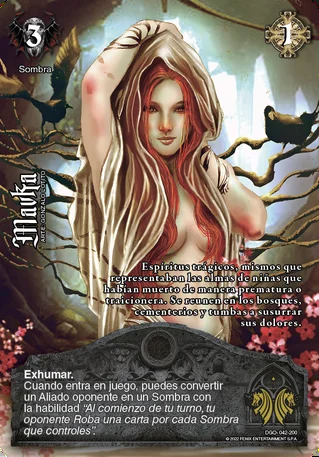 3
1
Sombra
Mavka
Espíritus trágicos, mismos que
representaban las almas de niñas que
habían muerto de manera prematura o
traicionera. Se reunen en los bosques,
cementerios y tumbas a susurrar
sus dolores.
Exhumar.
Cuando entra en juego, puedes convertir
un Aliado oponente en un Sombra con
la habilidad “Al comienzo de tu turno, tu
oponente Roba una carta por cada Sombra
que controles”.
DGO- 042-200
© 2022 FENIX ENTERTAINMENT S.P.A.